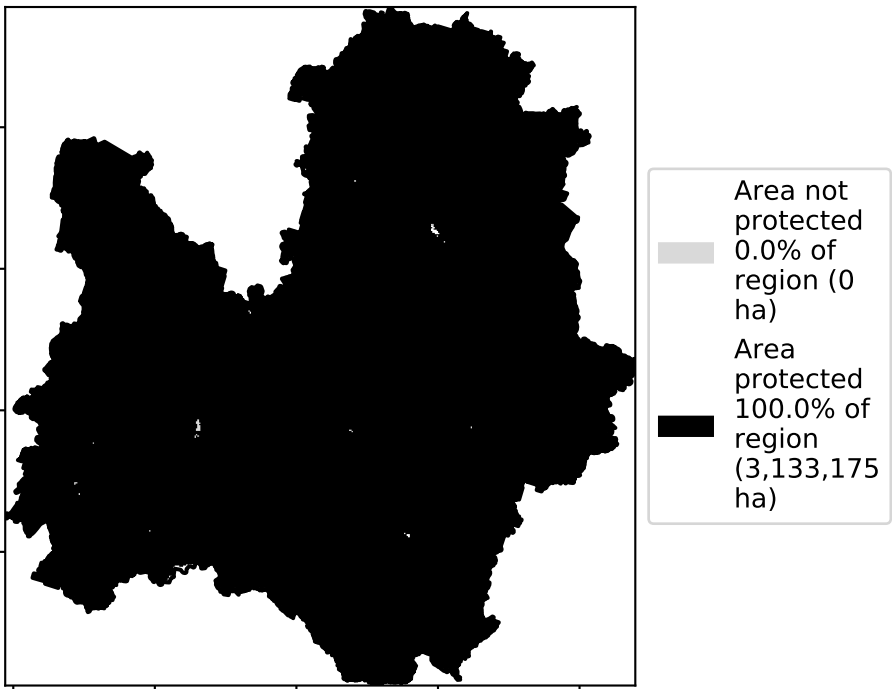 Area not
protected
0.0% of
region (0
ha)
Area
protected
100.0% of
region
(3,133,175
ha)